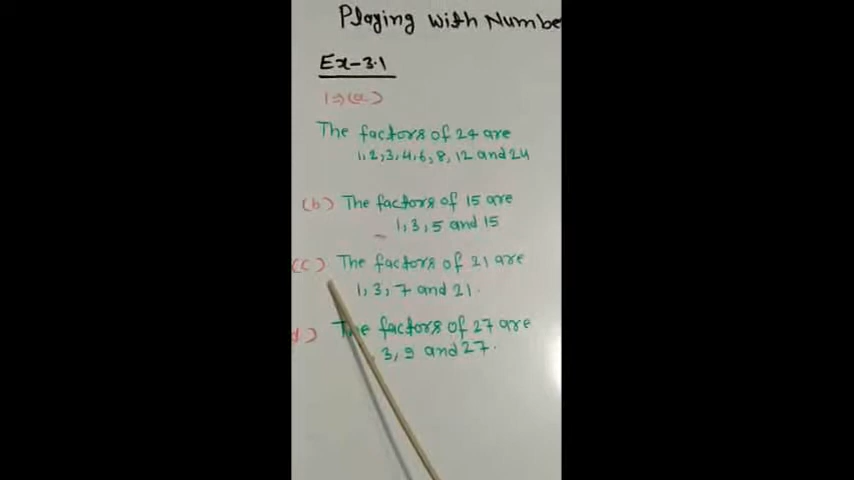 Playing with Numbe
Ex-3.1
1⇒(a)
The factors of 24 are
1,2,3,4,6,8,12 and 24
(b) The factors of 15 are
1,3,5 and 15
(c) The factors of 21 are
1,3,7 and 21.
d) The factors of 27 are
3,9 and 27.